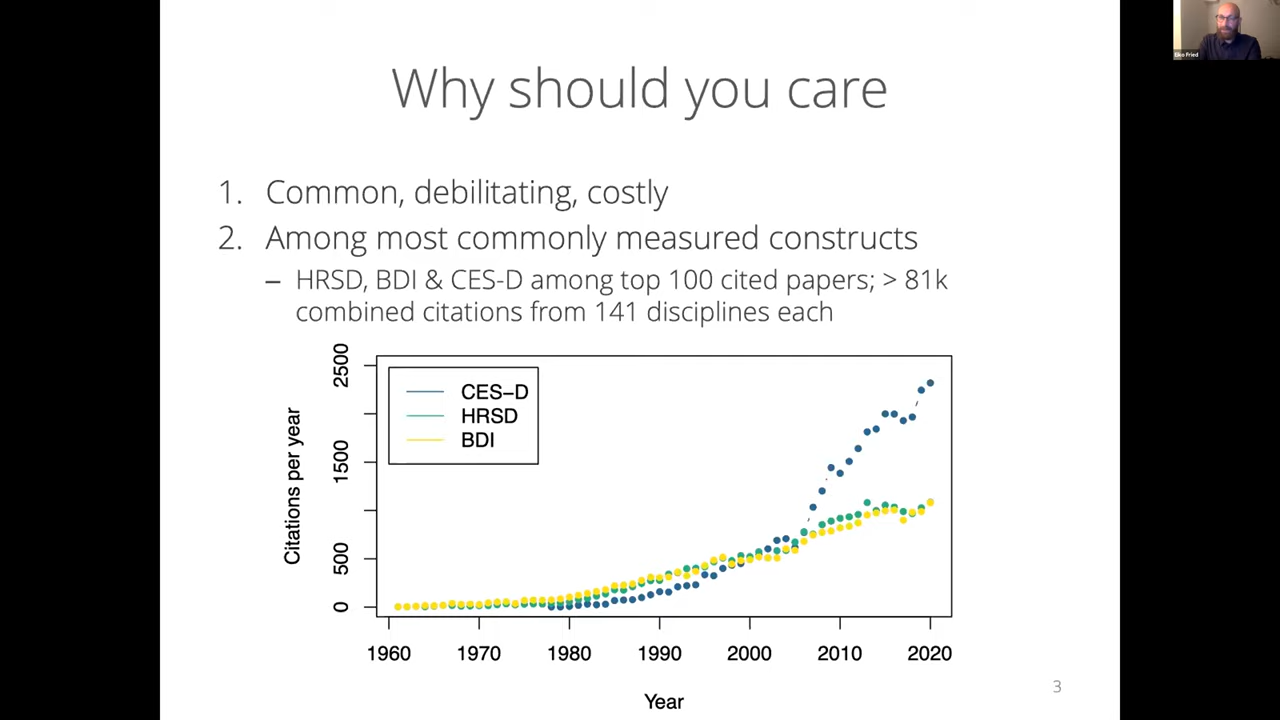 Why should you care
1. Common, debilitating, costly
2. Among most commonly measured constructs
– HRSD, BDI & CES-D among top 100 cited papers; > 81k
combined citations from 141 disciplines each
CES–D
HRSD
BDI
Citations per year
2500
1500
500
0
1960 1970 1980 1990 2000 2010 2020
Year
3
Eiko Fried